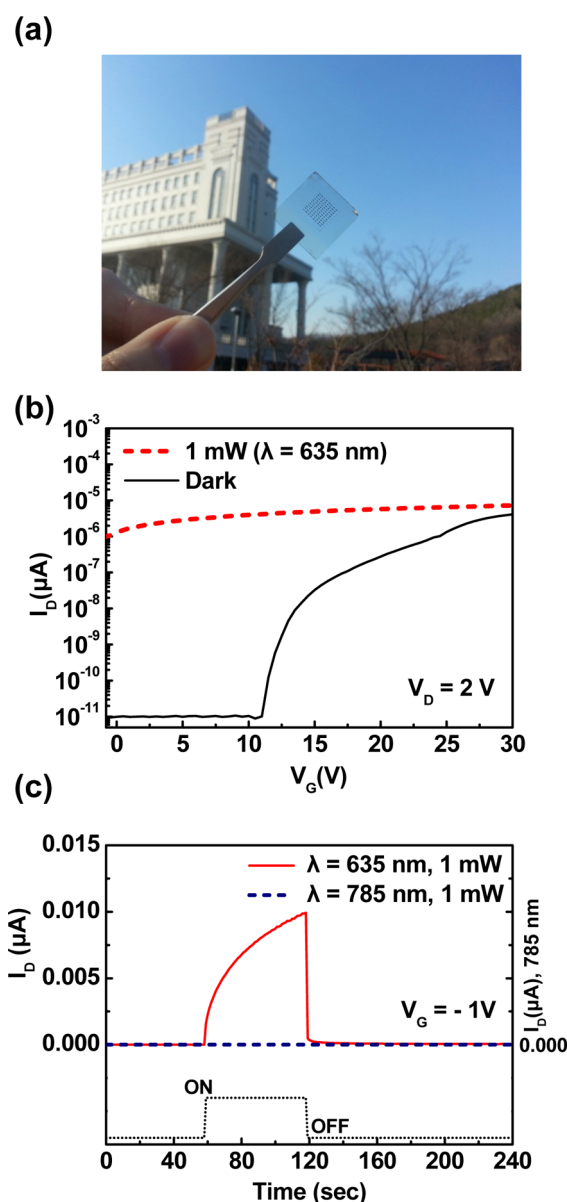 (a)
(b)
10⁻³
10⁻⁴
10⁻⁵
10⁻⁶
10⁻⁷
10⁻⁸
10⁻⁹
10⁻¹⁰
10⁻¹¹
I_D(μA)
1 mW (λ = 635 nm)
Dark
V_D = 2 V
0 5 10 15 20 25 30
V_G(V)
(c)
0.015
0.010
0.005
0.000
I_D (μA)
λ = 635 nm, 1 mW
λ = 785 nm, 1 mW
V_G = - 1V
I_D(μA), 785 nm
0.000
ON
OFF
0 40 80 120 160 200 240
Time (sec)